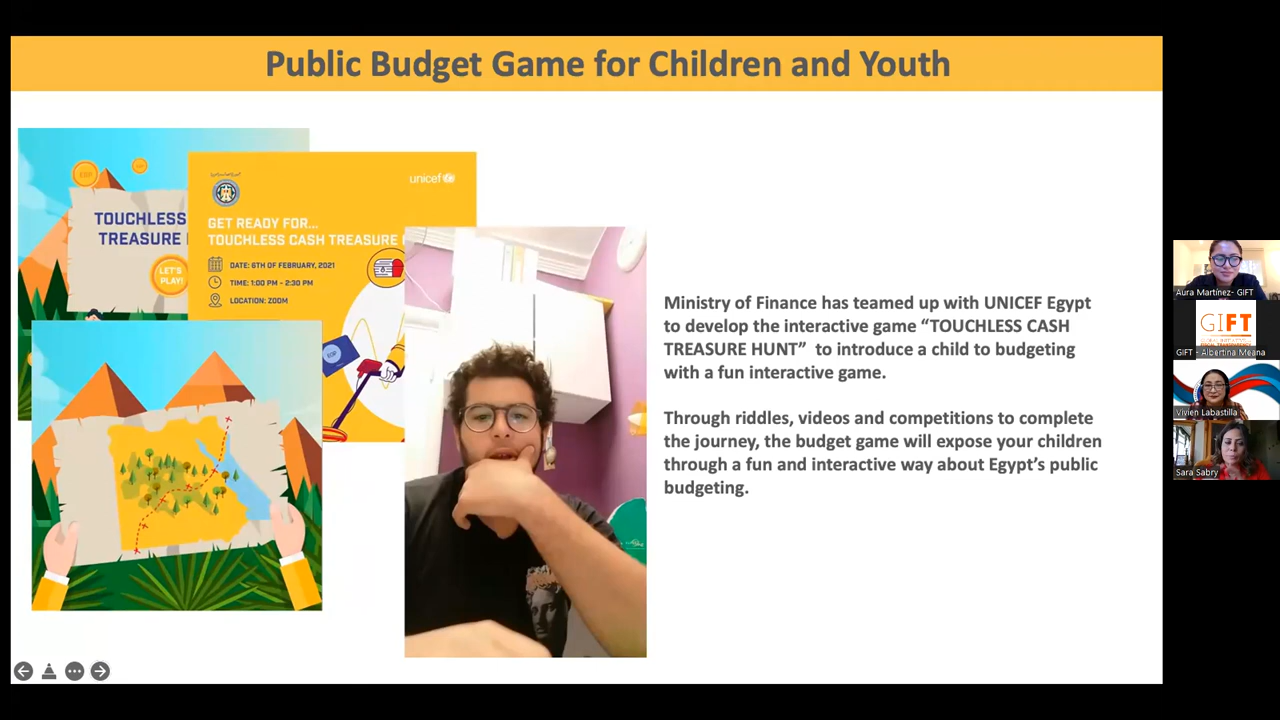 Public Budget Game for Children and Youth
TOUCHLESS
TREASURE
LET'S
PLAY!
unicef
GET READY FOR...
TOUCHLESS CASH TREASURE
DATE: 6TH OF FEBRUARY, 2021
TIME: 1:00 PM - 2:30 PM
LOCATION: ZOOM
EGP
Ministry of Finance has teamed up with UNICEF Egypt
to develop the interactive game “TOUCHLESS CASH
TREASURE HUNT”  to introduce a child to budgeting
with a fun interactive game.
Through riddles, videos and competitions to complete
the journey, the budget game will expose your children
through a fun and interactive way about Egypt’s public
budgeting.
Aura Martínez- GIFT
GIFT
GIFT - Albertina Meana
Vivien Labastilla
Sara Sabry